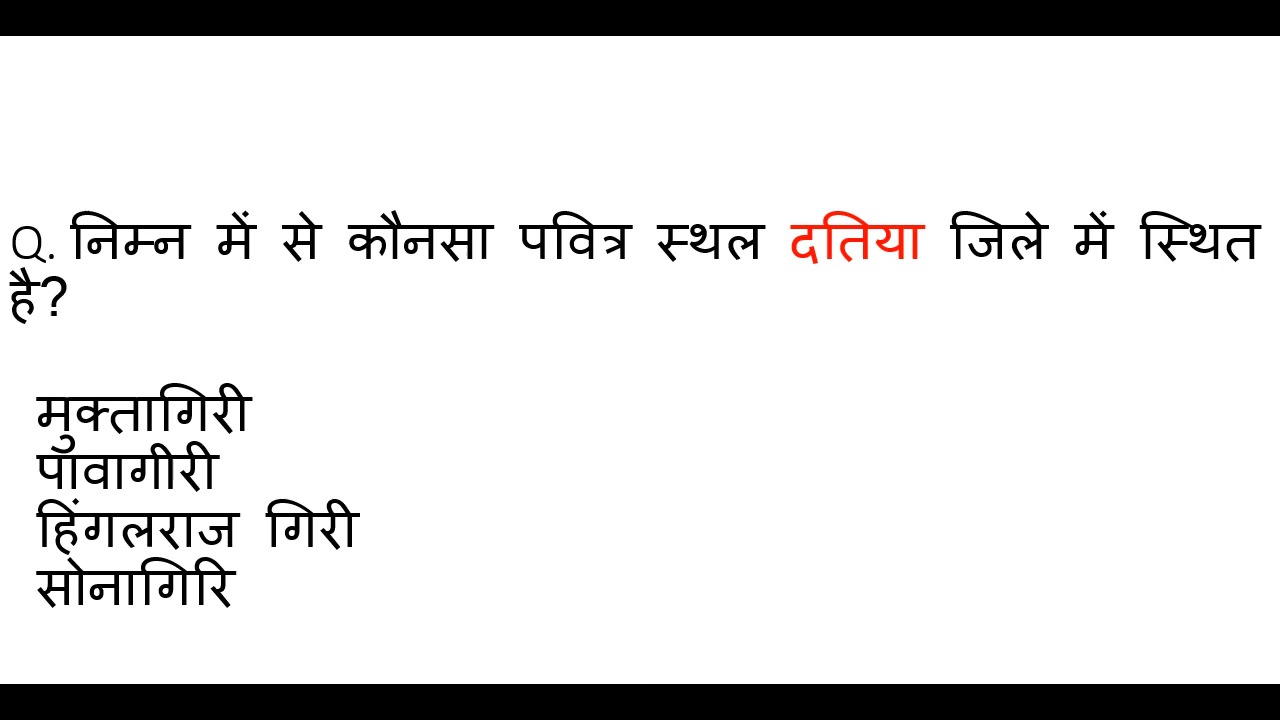 Q. निम्न में से कौनसा पवित्र स्थल दतिया जिले में स्थित
है?
मुक्तागिरी
पावागीरी
हिंगलराज गिरी
सोनागिरि